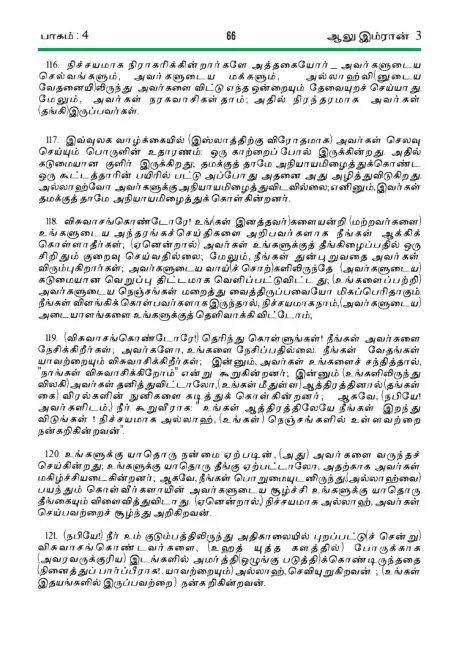 பாகம் : 4 66 ஆலு இம்ரான் 3
116. நிச்சயமாக நிராகரிக்கின்றார்களே அத்தகையோர் _ அவர்களுடைய
செல்வங்களும், அவர்களுடைய மக்களும், அல்லாஹ்வி(னுடைய
வேதனையி)லிருந்து அவர்களை விட்டு எந்த ஒன்றையும் தேவையுறச் செய்யாது.
மேலும், அவர்கள் நரகவாசிகள்தாம்; அதில் நிரந்தரமாக அவர்கள்
(தங்கி)இருப்பவர்கள்.
117. இவ்வுலக வாழ்க்கையில் (இஸ்லாத்திற்கு விரோதமாக) அவர்கள் செலவு
செய்யும் பொருளின் உதாரணம்: ஒரு காற்றைப் போல் இருக்கின்றது. அதில்
கடுமையான குளிர் இருக்கிறது; தமக்குத் தாமே அநியாயமிழைத்துக்கொண்ட
ஒரு கூட்டத்தாரின் பயிரில் பட்டு அப்போது அதனை அது அழித்துவிடுகிறது.
அல்லாஹ்வோ அவர்களுக்கு அநியாயமிழைத்துவிடவில்லை;எனினும்,இவர்கள்
தமக்குத் தாமே அநியாயமிழைத்துக் கொள்கின்றனர்.
118. விசுவாசங்கொண்டோரே! உங்(கள் இனத்தவர்)களையன்றி (மற்றவர்களை)
உங்களுடைய அந்தரங்கச்செய்திகளை அறிபவர்களாக நீங்கள் ஆக்கிக்
கொள்ளாதீர்கள்; (ஏனென்றால்) அவர்கள் உங்களுக்குத் தீங்கிழைப்பதில் ஒரு
சிறிதும் குறைவு செய்வதில்லை; மேலும், நீங்கள் துன்புறுவதை அவர்கள்
விரும்புகிறார்கள்; அவர்களுடைய வாய்(ச் சொற்)களிலிருந்தே (அவர்களுடைய)
கடுமையான வெறுப்பு திட்டமாக வெளிப்பட்டுவிட்டது; (உங்களைப்பற்றி)
அவர்களுடைய நெஞ்சங்கள் மறைத்து வைத்திருப்பவையோ மிகப்பெரிதாகும்.
நீங்கள் விளங்கிக்கொள்பவர்களாகஇருந்தால், நிச்சயமாகநாம்,(அவர்களுடைய)
அடையாளங்களை உங்களுக்குத் தெளிவாக்கி விட்டோம்;
119. (விசுவாசங்கொண்டோரே!) தெரிந்து கொள்ளுங்கள்! நீங்கள் அவர்களை
நேசிக்கிறீர்கள்; அவர்களோ, உங்களை நேசிப்பதில்லை. நீங்கள் வேதங்கள்
யாவற்றையும் விசுவாசிக்கிறீர்கள்; இன்னும், அவர்கள் உங்களைச் சந்தித்தால்,
"நாங்கள் விசுவாசிக்கிறோம்" என்று கூறுகின்றனர்; இன்னும் (உங்களிலிருந்து
விலகி)அவர்கள் தனித்துவிட்டாலோ,(உங்கள் மீதுள்ள)ஆத்திரத்தினால்(தங்கள்
கை) விரல்களின் நுனிகளை கடித்துக் கொள்கின்றனர்; ஆகவே, (நபியே!
அவர்களிடம்,) நீர் கூறுவீராக: உங்கள் ஆத்திரத்திலேயே நீங்கள் இறந்து
விடுங்கள் ! நிச்சயமாக அல்லாஹ், (உங்கள்) நெஞ்சங்களில் உள்ளவற்றை
நன்கறிகின்றவன்".
120. உங்களுக்கு யாதொரு நன்மை ஏற்படின், (அது) அவர்களை வருந்தச்
செய்கின்றது; உங்களுக்கு யாதொரு தீங்கு ஏற்பட்டாலோ, அதற்காக அவர்கள்
மகிழ்ச்சியடைகின்றனர்; ஆகவே, நீங்கள் பொறுமையுடனிருந்து(அல்லாஹ்வை)
பயந்தும் கொள்வீர்களாயின் அவர்களுடைய சூழ்ச்சி உங்களுக்கு யாதொரு
தீங்கையும் விளைவித்துவிடாது. (ஏனென்றால்,) நிச்சயமாக அல்லாஹ், அவர்கள்
செய்பவற்றைச் சூழ்ந்து அறிகிறவன்.
121. (நபியே!) நீர் உம் குடும்பத்திலிருந்து அதிகாலையில் புறப்பட்டு(ச் சென்று)
விசுவாசங்கொண்டவர்களை, (உஹத் யுத்த களத்தில்) போருக்காக
(அவரவருக்குரிய) இடங்களில் அமர்த்தி(ஒழுங்கு படுத்தி)க்கொண்டிருந்ததை
(நினைத்துப் பார்ப்பீராக!.யாவற்றையும்) அல்லாஹ், செவியுறுகிறவன் ; (உங்கள்
இதயங்களில் இருப்பவற்றை) நன்கறிகிறவன்.